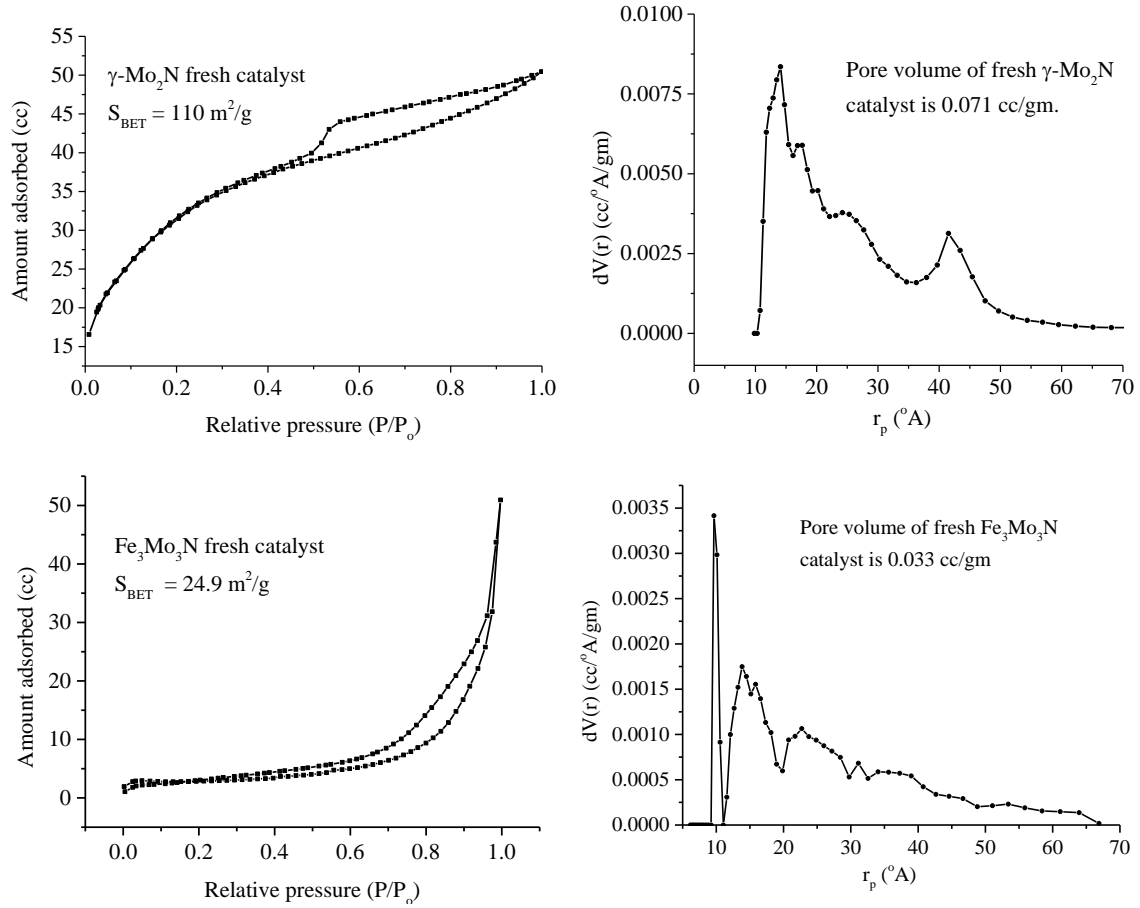 γ-Mo2N fresh catalyst
SBET = 110 m2/g
Amount adsorbed (cc)
50
45
40
35
30
25
20
15
0.0 0.2 0.4 0.6 0.8 1.0
Relative pressure (P/Po)
Pore volume of fresh γ-Mo2N
catalyst is 0.071 cc/gm.
dV(r) (cc/oA/gm)
0.0100
0.0075
0.0050
0.0025
0.0000
0 10 20 30 40 50 60 70
rp (oA)
Fe3Mo3N fresh catalyst
SBET = 24.9 m2/g
Amount adsorbed (cc)
50
40
30
20
10
0
0.0 0.2 0.4 0.6 0.8 1.0
Relative pressure (P/Po)
Pore volume of fresh Fe3Mo3N
catalyst is 0.033 cc/gm
dV(r) (cc/oA/gm)
0.0035
0.0030
0.0025
0.0020
0.0015
0.0010
0.0005
0.0000
10 20 30 40 50 60 70
rp (oA)